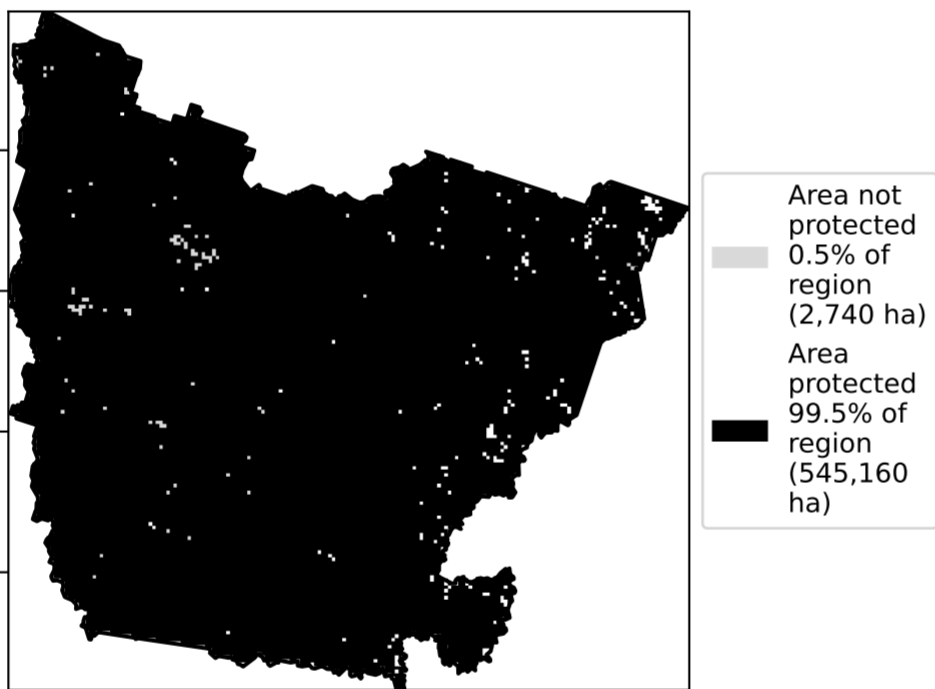 Area not
protected
0.5% of
region
(2,740 ha)
Area
protected
99.5% of
region
(545,160
ha)